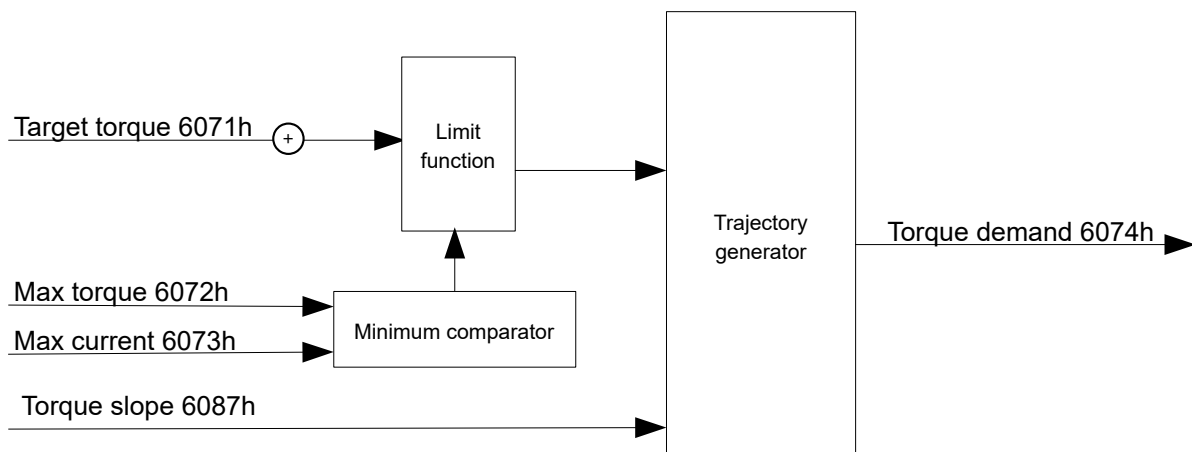 Target torque 6071h
+
Limit
function
Trajectory
generator
Torque demand 6074h
Max torque 6072h
Minimum comparator
Max current 6073h
Torque slope 6087h